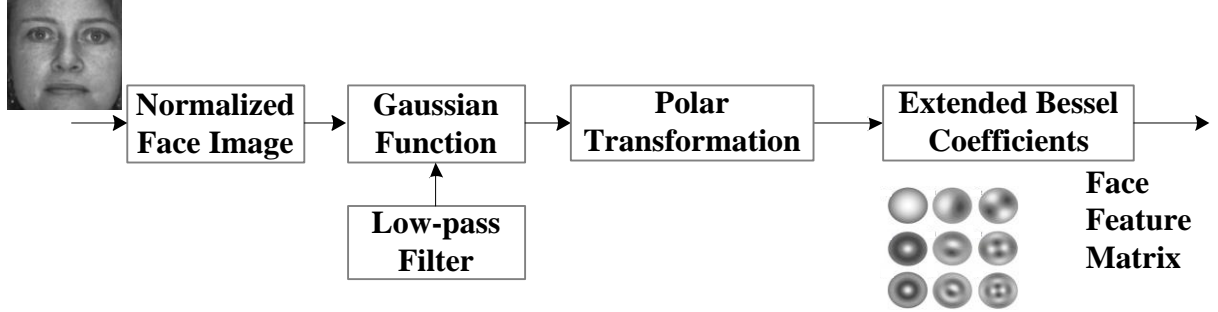 Normalized
Face Image
Gaussian
Function
Polar
Transformation
Extended Bessel
Coefficients
Low-pass
Filter
Face
Feature
Matrix